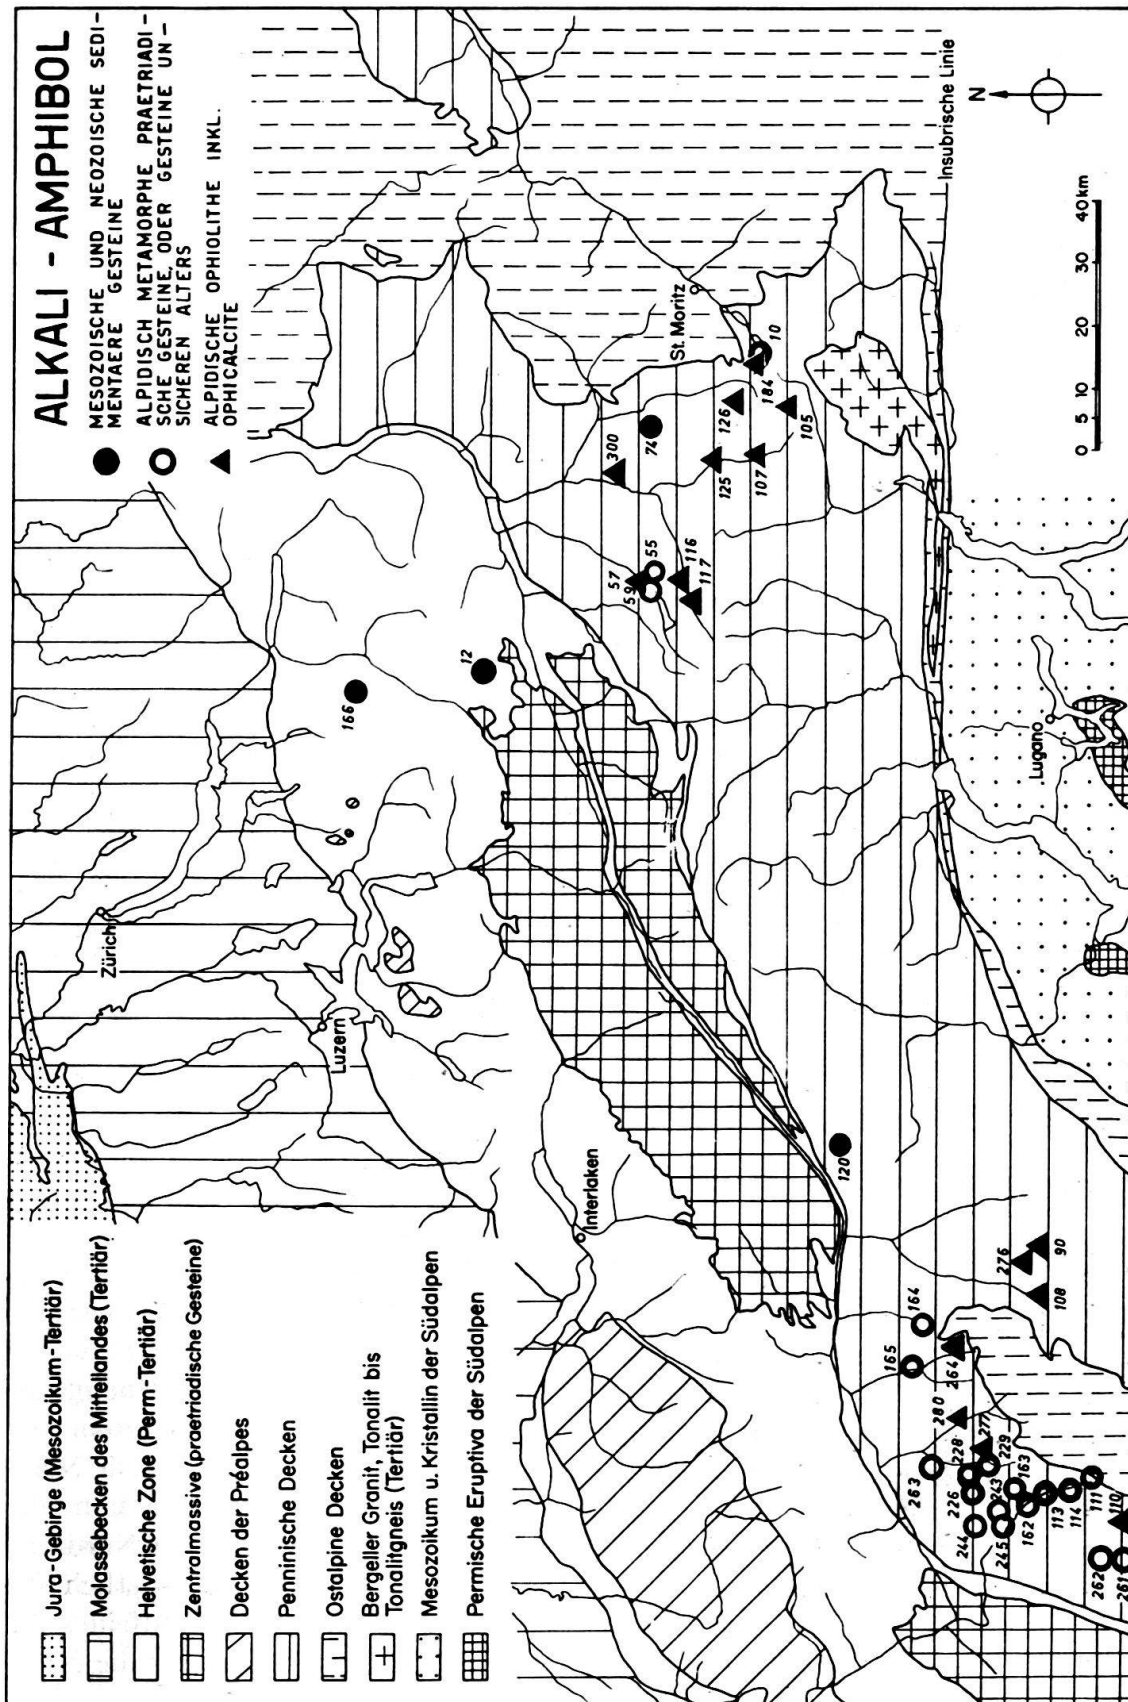 ALKALI - AMPHIBOL
MESOZOISCHE UND NEOZOISCHE SEDI-
MENTAERE GESTEINE
ALPIDISCH METAMORPHE PRAETRIADI-
SCHE GESTEINE, ODER GESTEINE UN-
SICHEREN ALTERS
ALPIDISCHE OPHIOLITHE INKL.
OPHICALCITE
Jura-Gebirge (Mesozoikum-Tertiär)
Molassebecken des Mittellandes (Tertiär)
Helvetische Zone (Perm-Tertiär)
Zentralmassive (praetriadische Gesteine)
Decken der Préalpes
Penninische Decken
Ostalpine Decken
Bergeller Granit, Tonalit bis
Tonalitgneis (Tertiär)
Mesozoikum u. Kristallin der Südalpen
Permische Eruptiva der Südalpen
Zürich
Luzern
Interlaken
St. Moritz
Lugano
Insubrische Linie
N
0 5 10 20 30 40 km
166
12
300
74
57
59
55
116
117
126
125
107
184
10
105
120
276
90
108
164
165
264
280
277
263
228
229
226
243
163
244
245
162
113
114
111
110
262
261